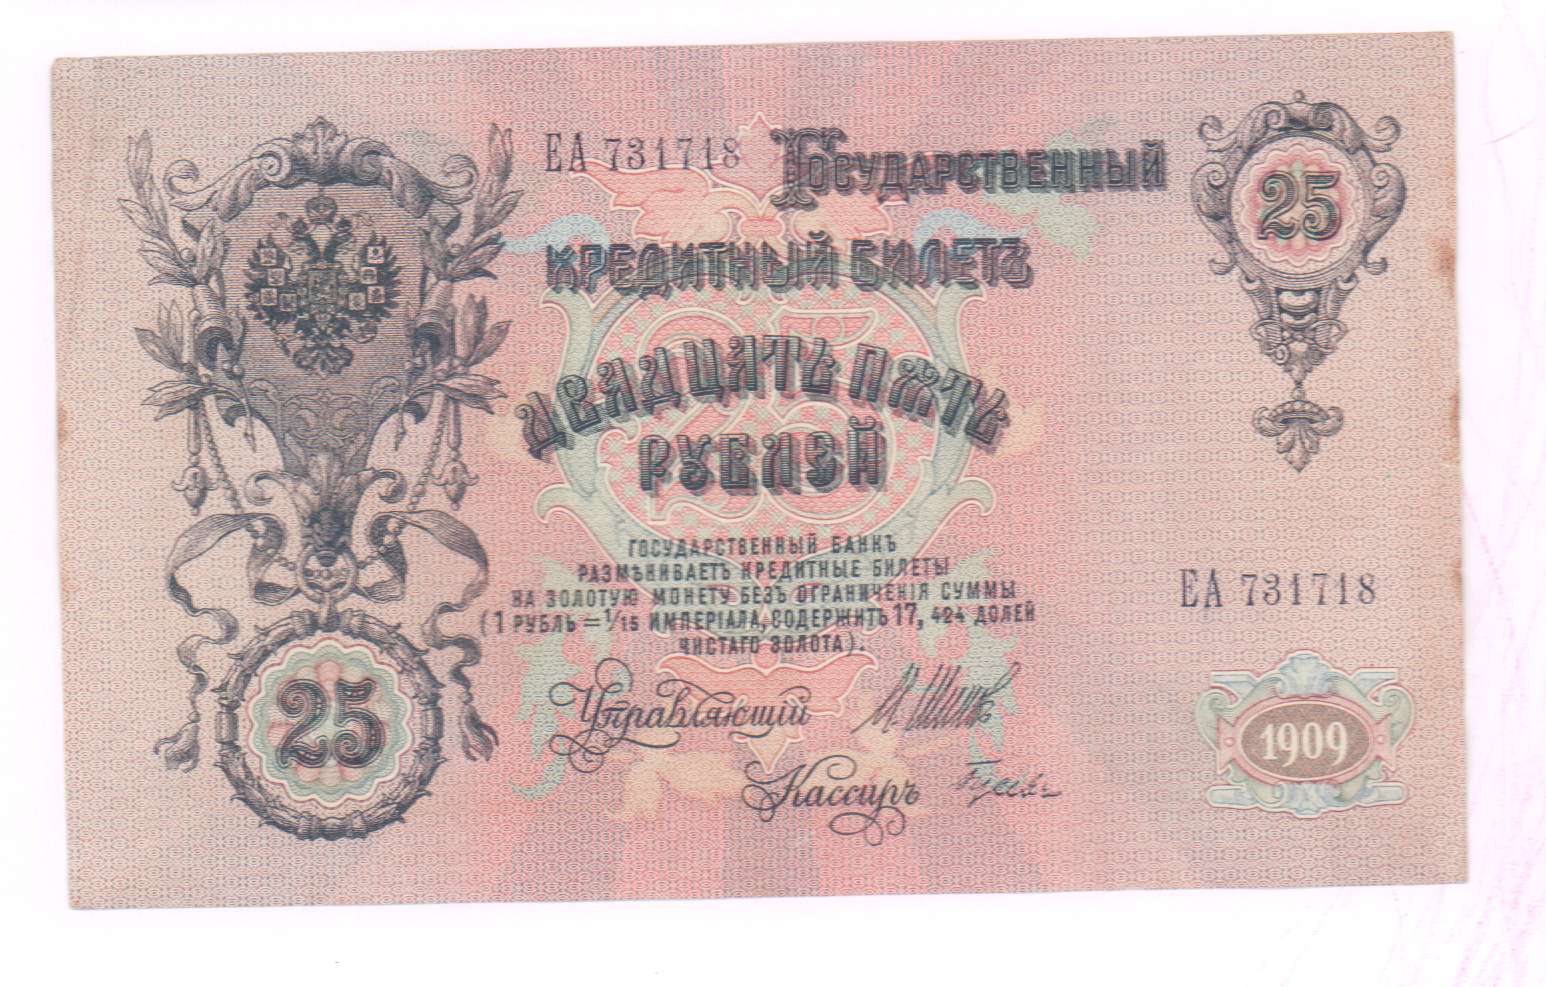 ЕА 731718
Государственный
25
кредитный билетъ
двадцать пять
рублей
Государственный банкъ
размѣниваетъ кредитные билеты
на золотую монету безъ ограниченія суммы
(1 рубль = 1/15 имперіала, содержитъ 17, 424 долей
чистаго золота).
ЕА 731718
25
Управляющій
Кассиръ
1909